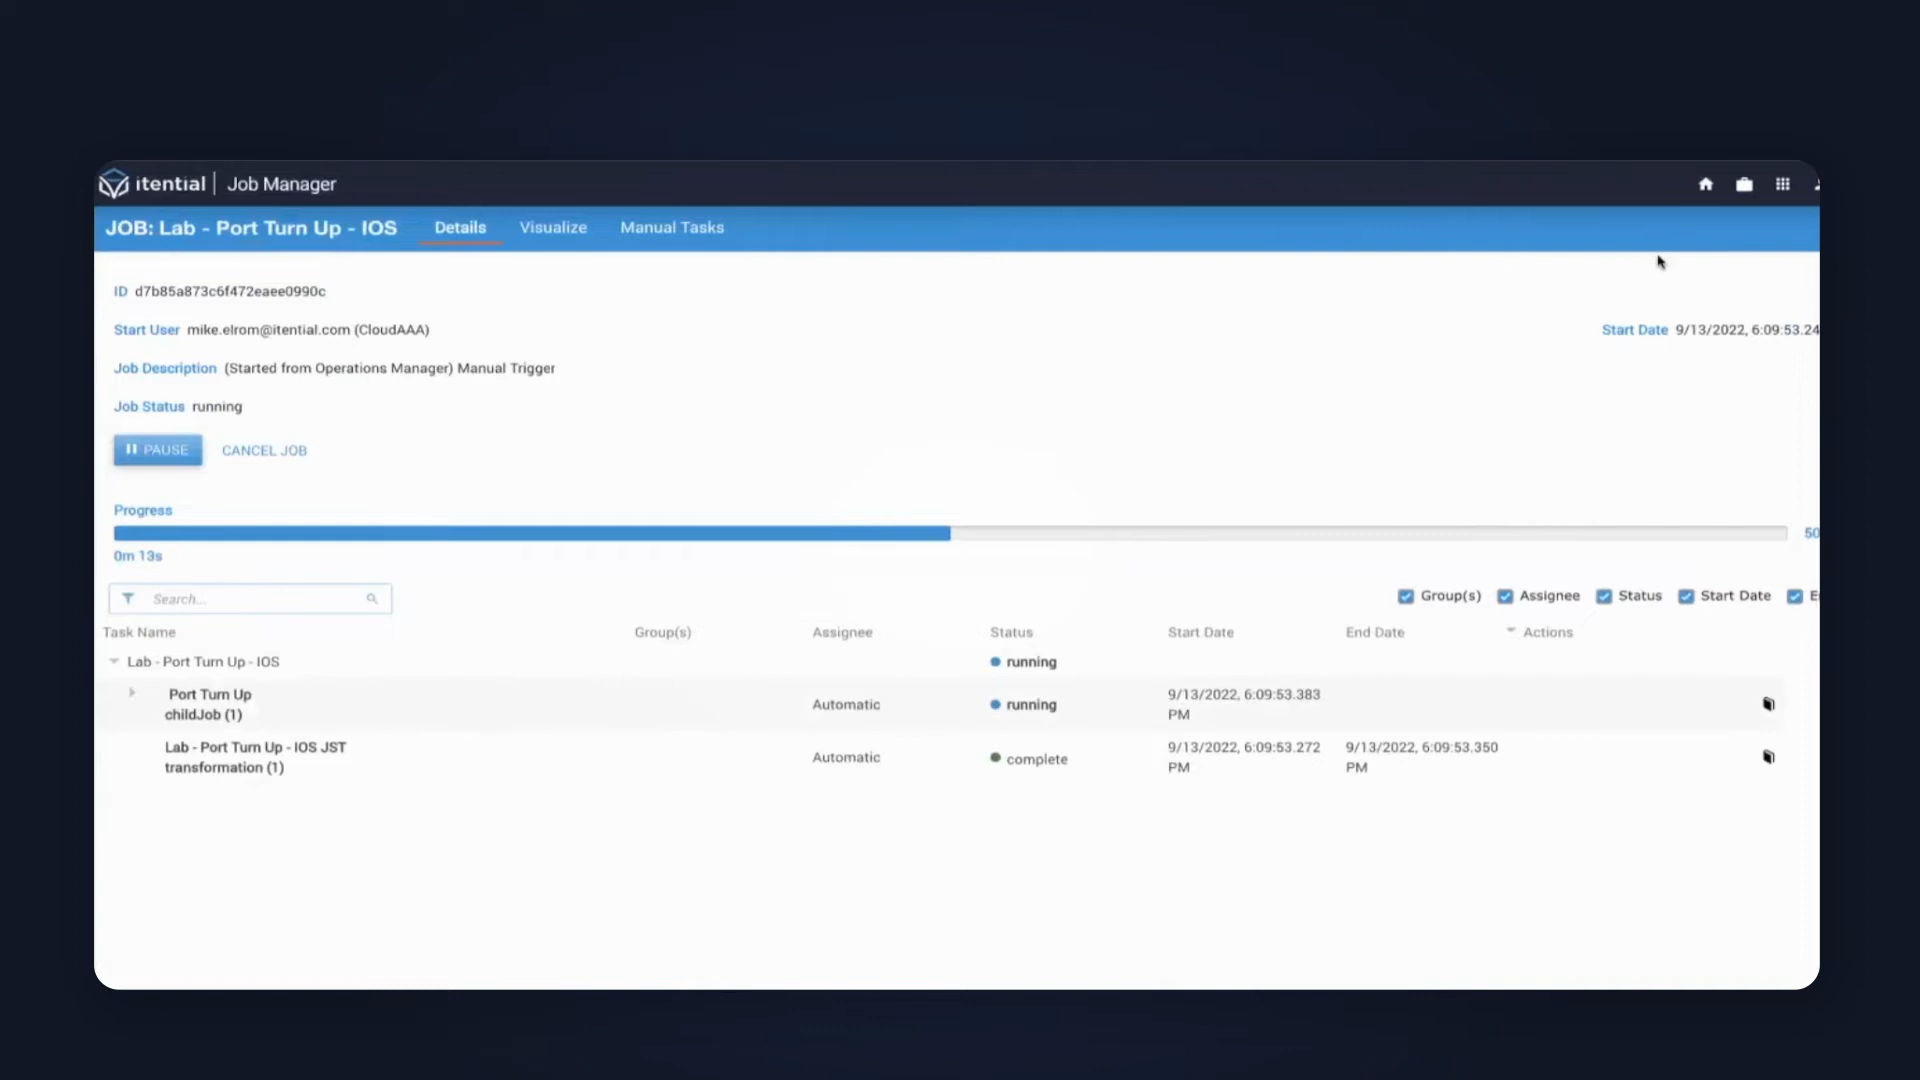 itential | Job Manager
JOB: Lab - Port Turn Up - IOS Details Visualize Manual Tasks
ID d7b85a873c6f472eaee0990c
Start User mike.elrom@itential.com (CloudAAA) Start Date 9/13/2022, 6:09:53.24
Job Description (Started from Operations Manager) Manual Trigger
Job Status running
PAUSE CANCEL JOB
Progress
50
0m 13s
Search... Group(s) Assignee Status Start Date
Task Name Group(s) Assignee Status Start Date End Date Actions
Lab - Port Turn Up - IOS running
Port Turn Up
childJob (1) Automatic running 9/13/2022, 6:09:53.383
PM
Lab - Port Turn Up - IOS JST
transformation (1) Automatic complete 9/13/2022, 6:09:53.272 9/13/2022, 6:09:53.350
PM PM